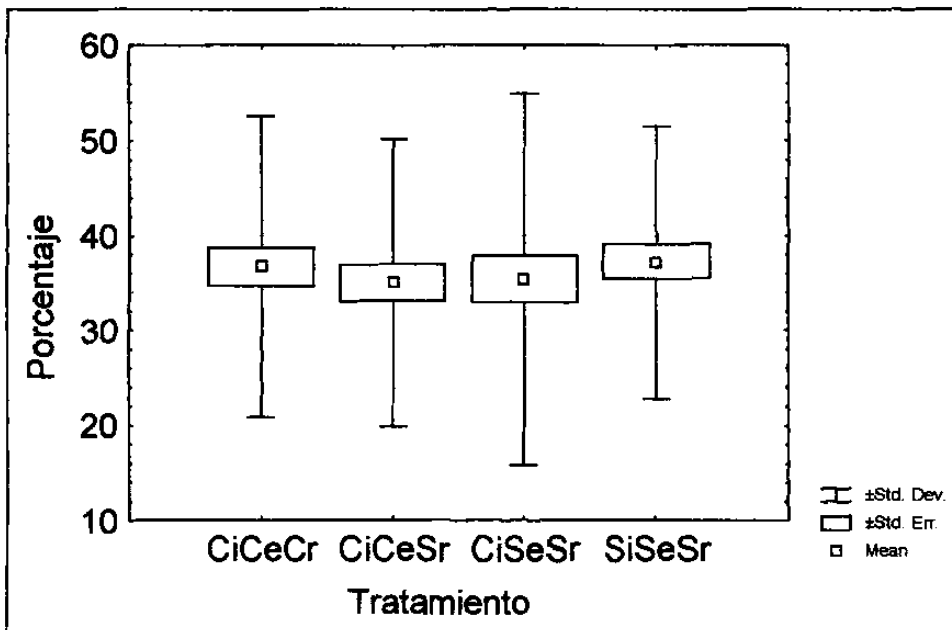 60
50
40
30
20
10
Porcentaje
CiCeCr CiCeSr CiSeSr SiSeSr
Tratamiento
±Std. Dev.
±Std. Err.
Mean